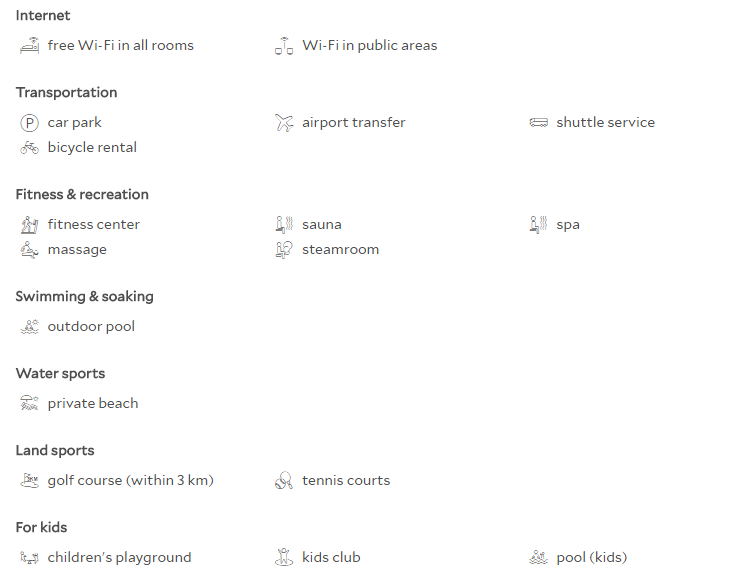 Internet
free Wi-Fi in all rooms Wi-Fi in public areas
Transportation
P car park airport transfer shuttle service
bicycle rental
Fitness & recreation
fitness center sauna spa
massage steamroom
Swimming & soaking
outdoor pool
Water sports
private beach
Land sports
golf course (within 3 km) tennis courts
For kids
children's playground kids club pool (kids)